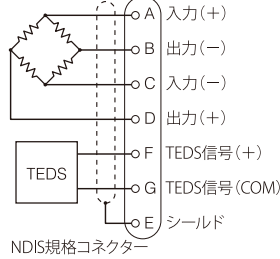 A 入力(+)
B 出力(−)
C 入力(−)
D 出力(+)
F TEDS信号(+)
TEDS
G TEDS信号(COM)
E シールド
NDIS規格コネクター